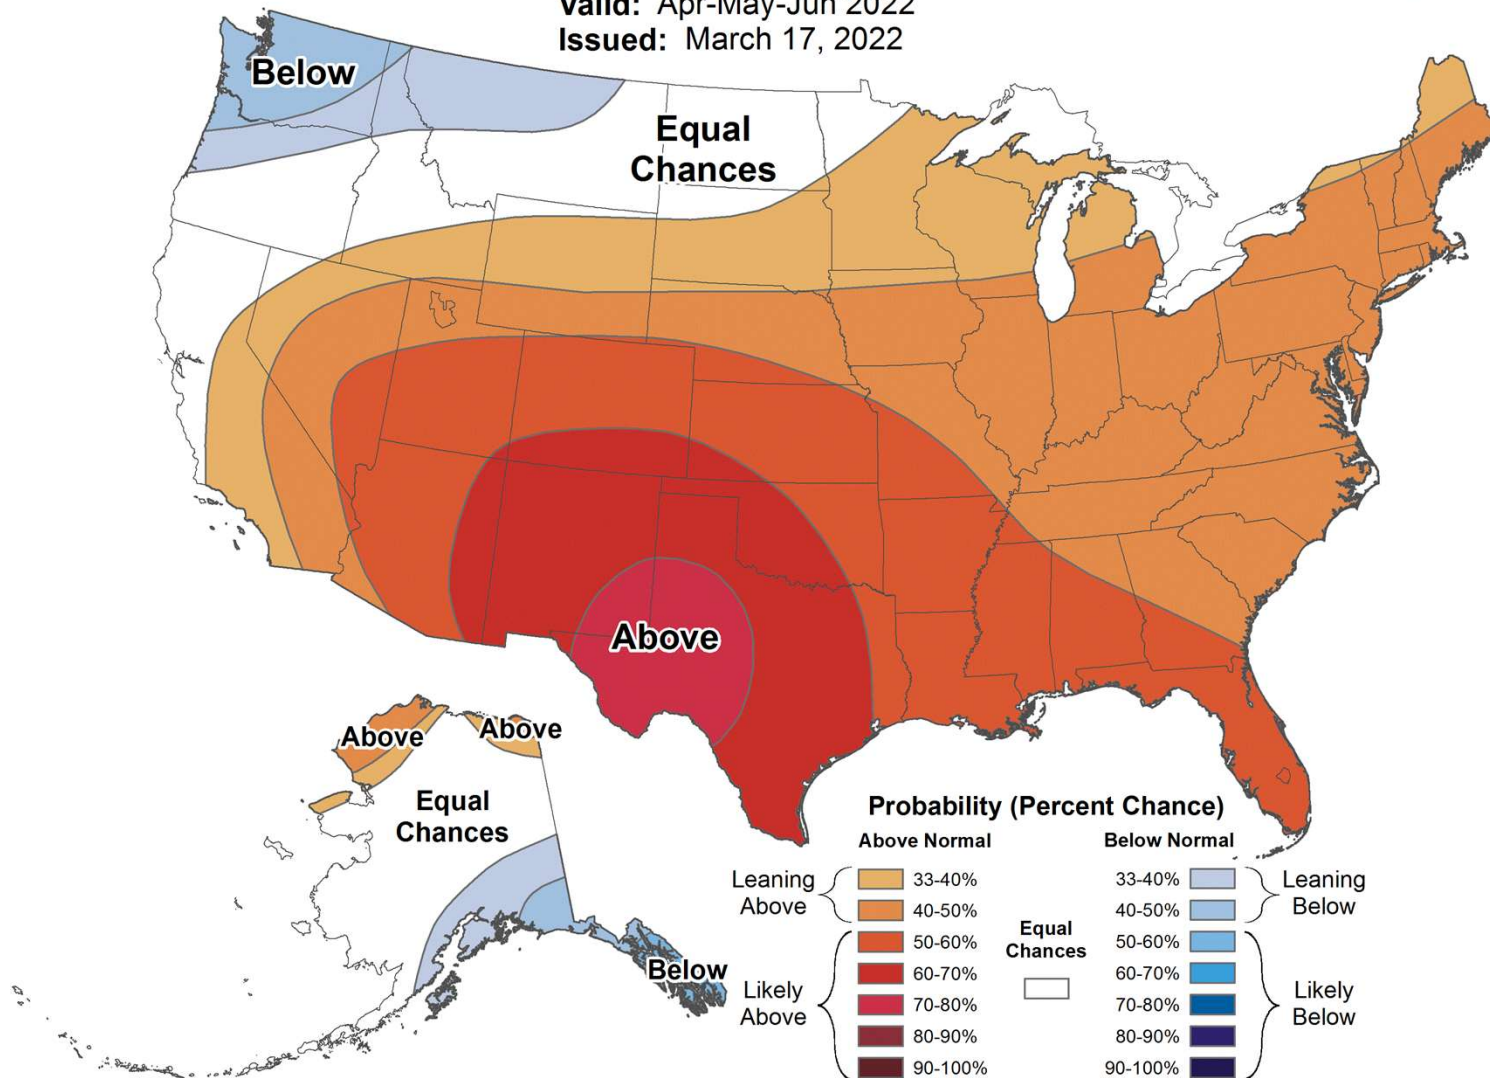 Valid: Apr-May-Jun 2022
Issued: March 17, 2022
Below
Equal
Chances
Above
Above
Above
Equal
Chances
Below
Probability (Percent Chance)
Above Normal
Below Normal
Leaning
Above
33-40%
40-50%
50-60%
60-70%
70-80%
80-90%
90-100%
Likely
Above
Equal
Chances
33-40%
40-50%
50-60%
60-70%
70-80%
80-90%
90-100%
Leaning
Below
Likely
Below